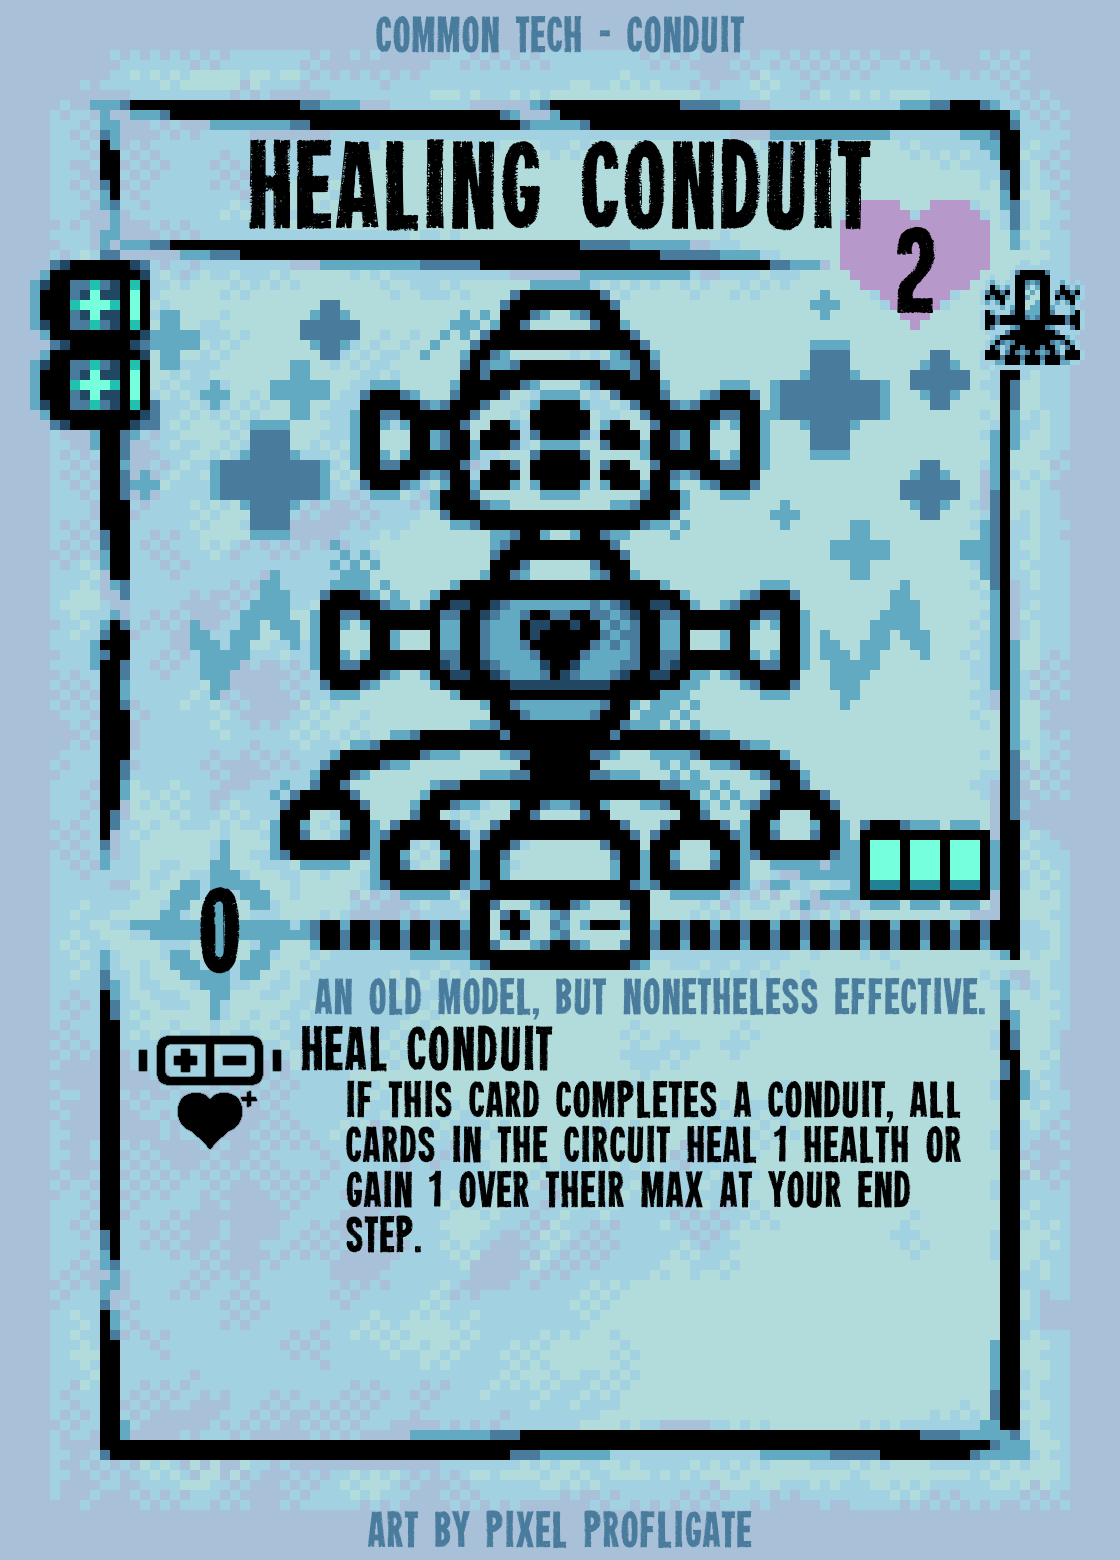 COMMON TECH - CONDUIT
HEALING CONDUIT
2
0
AN OLD MODEL, BUT NONETHELESS EFFECTIVE.
HEAL CONDUIT
IF THIS CARD COMPLETES A CONDUIT, ALL
CARDS IN THE CIRCUIT HEAL 1 HEALTH OR
GAIN 1 OVER THEIR MAX AT YOUR END
STEP.
ART BY PIXEL PROFLIGATE